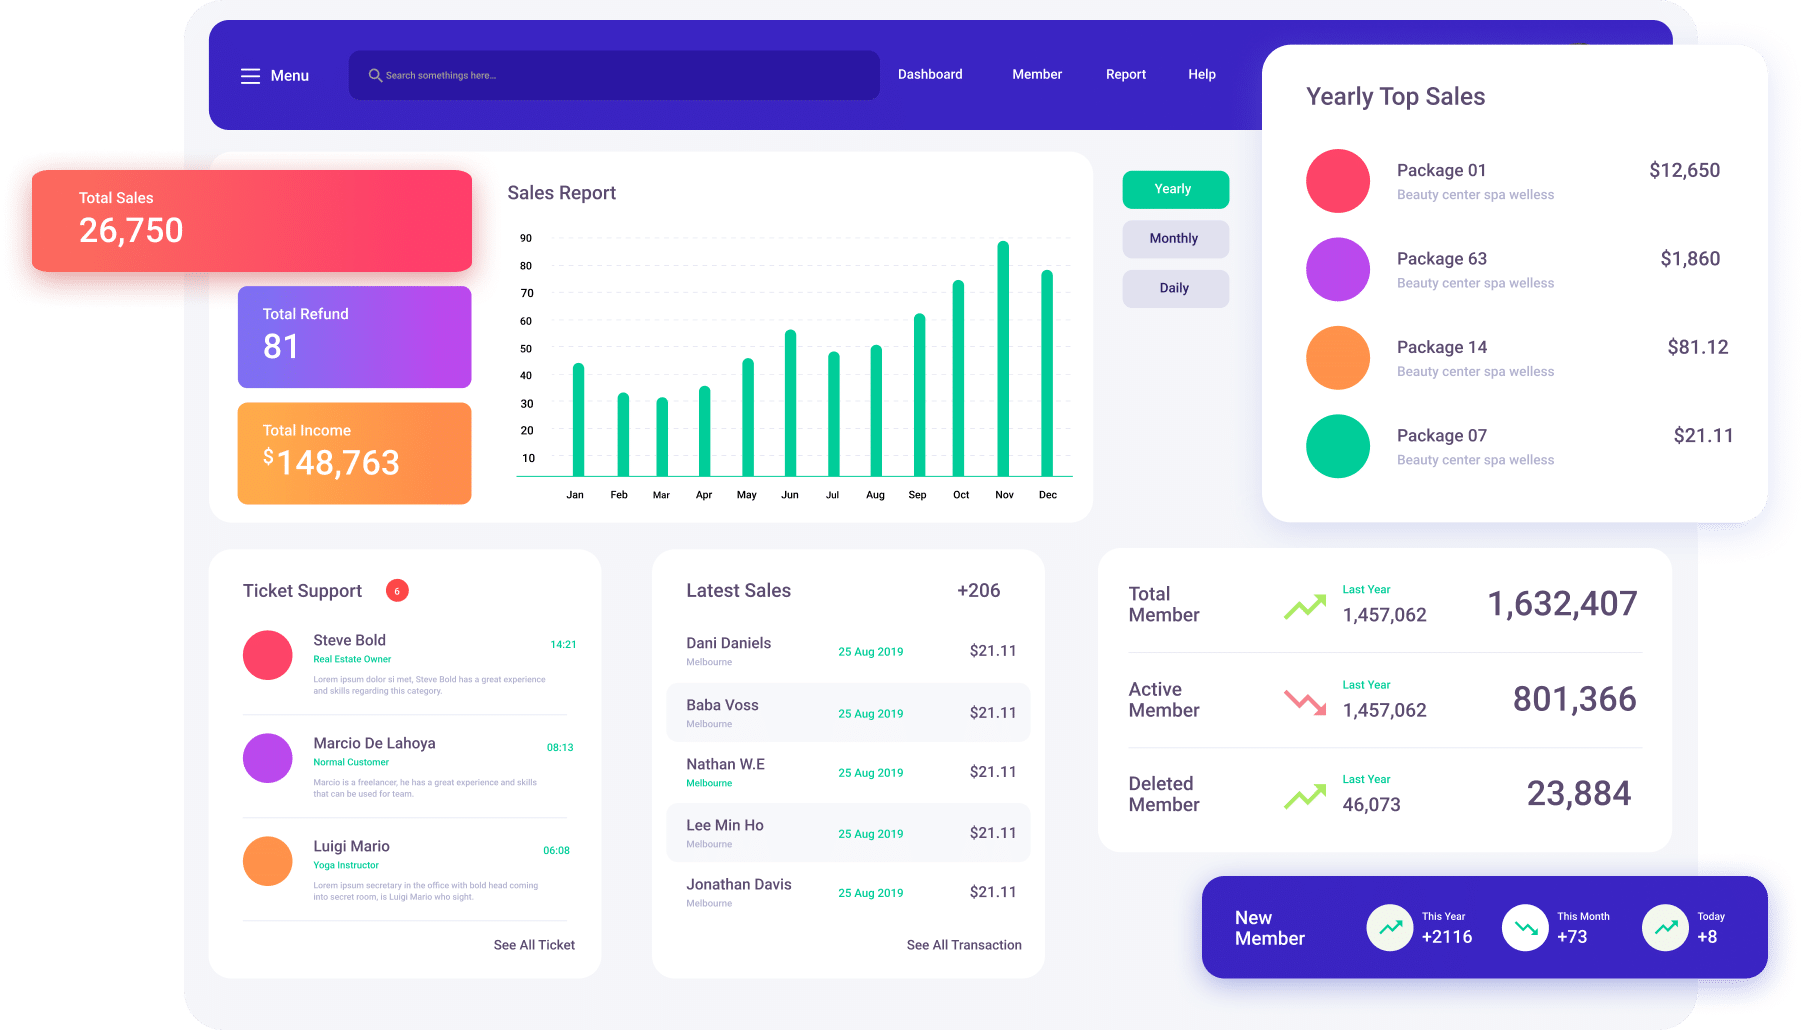 Menu
Search somethings here...
Dashboard
Member
Report
Help
Yearly Top Sales
Package 01
Beauty center spa welless
$12,650
Package 63
Beauty center spa welless
$1,860
Package 14
Beauty center spa welless
$81.12
Package 07
Beauty center spa welless
$21.11
Total Sales
26,750
Total Refund
81
Total Income
$148,763
Sales Report
90
80
70
60
50
40
30
20
10
Jan Feb Mar Apr May Jun Jul Aug Sep Oct Nov Dec
Yearly
Monthly
Daily
Ticket Support 6
Steve Bold 14:21
Real Estate Owner
Lorem ipsum dolor si met, Steve Bold has a great experience
and skills regarding this category.
Marcio De Lahoya 08:13
Normal Customer
Marcio is a freelancer, he has a great experience and skills
that can be used for team.
Luigi Mario 06:08
Yoga Instructor
Lorem ipsum secretary in the office with bold head coming
into secret room, is Luigi Mario who sight.
See All Ticket
Latest Sales +206
Dani Daniels
Melbourne
25 Aug 2019
$21.11
Baba Voss
Melbourne
25 Aug 2019
$21.11
Nathan W.E
Melbourne
25 Aug 2019
$21.11
Lee Min Ho
Melbourne
25 Aug 2019
$21.11
Jonathan Davis
Melbourne
25 Aug 2019
$21.11
See All Transaction
Total
Member
Last Year
1,457,062
1,632,407
Active
Member
Last Year
1,457,062
801,366
Deleted
Member
Last Year
46,073
23,884
New
Member
This Year
+2116
This Month
+73
Today
+8